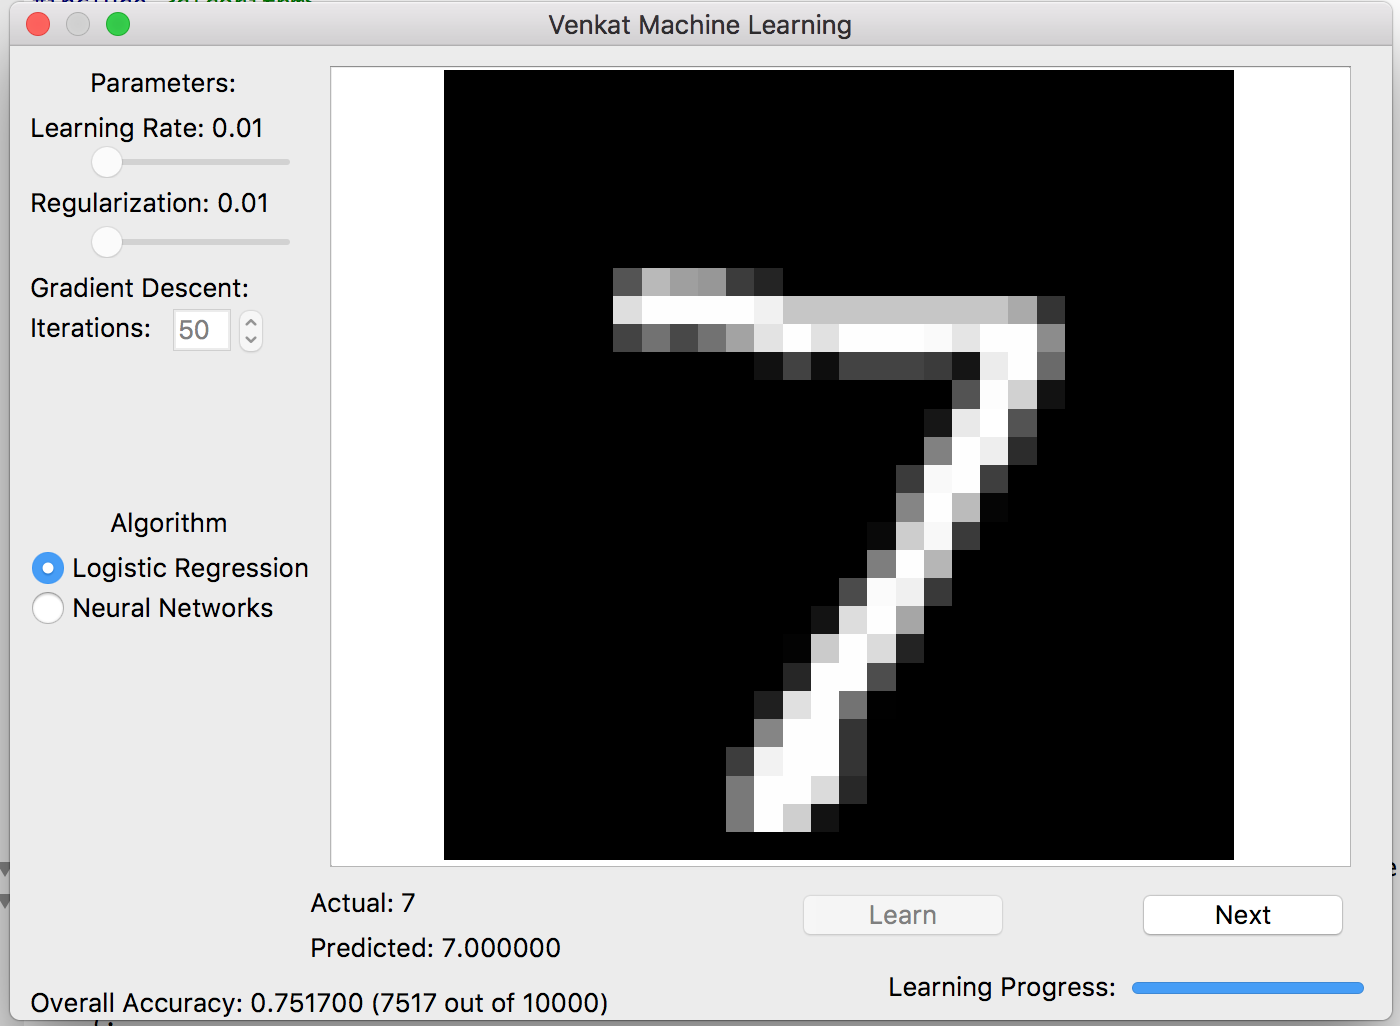 Venkat Machine Learning
Parameters:
Learning Rate: 0.01
Regularization: 0.01
Gradient Descent:
Iterations: 50
Algorithm
Logistic Regression
Neural Networks
7
Actual: 7
Learn
Next
Predicted: 7.000000
Learning Progress:
Overall Accuracy: 0.751700 (7517 out of 10000)